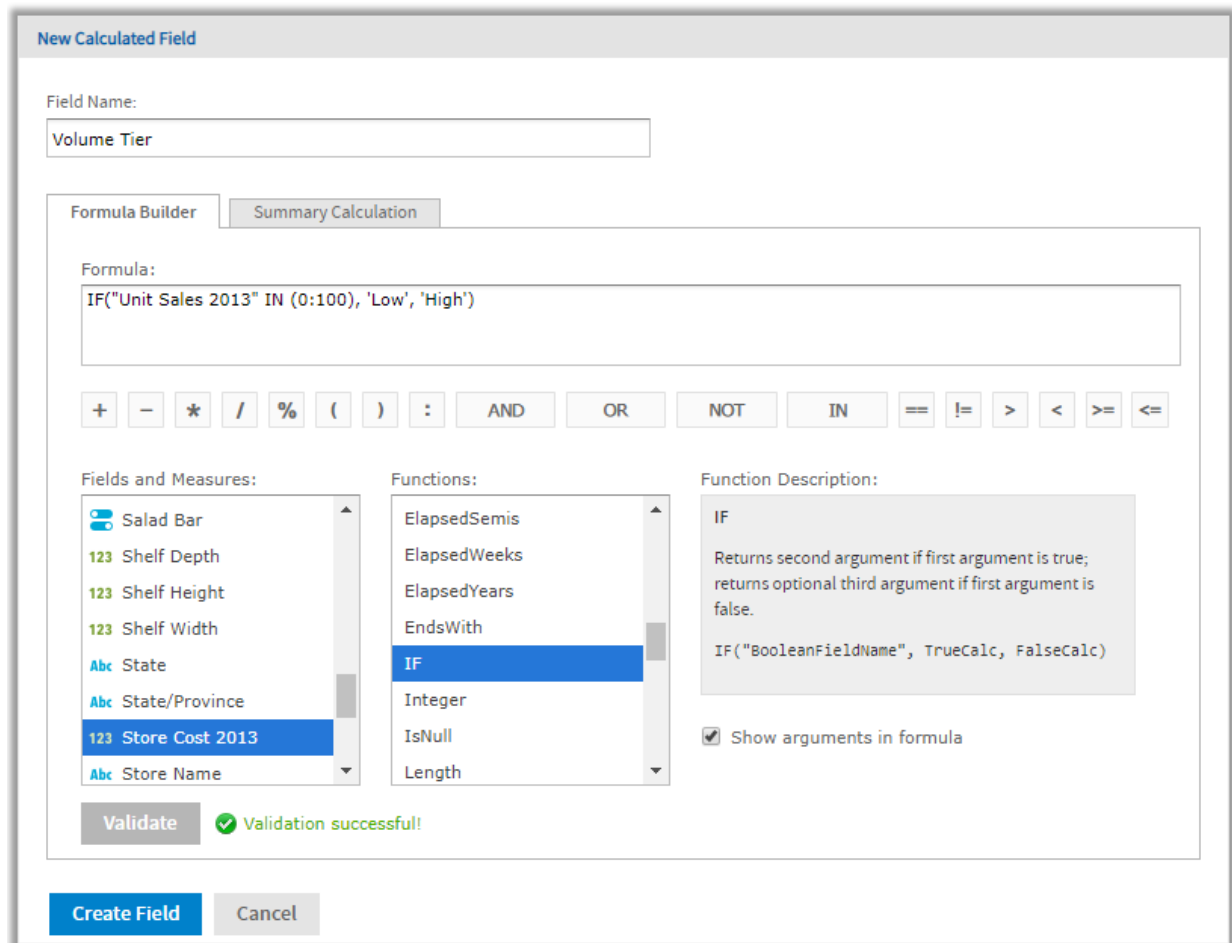 New Calculated Field
Field Name:
Volume Tier
Formula Builder Summary Calculation
Formula:
IF("Unit Sales 2013" IN (0:100), 'Low', 'High')
+ − * / % ( ) : AND OR NOT IN == != > < >= <=
Fields and Measures:
Salad Bar
123 Shelf Depth
123 Shelf Height
123 Shelf Width
Abc State
Abc State/Province
123 Store Cost 2013
Abc Store Name
Functions:
ElapsedSemis
ElapsedWeeks
ElapsedYears
EndsWith
IF
Integer
IsNull
Length
Function Description:
IF
Returns second argument if first argument is true;
returns optional third argument if first argument is
false.
IF("BooleanFieldName", TrueCalc, FalseCalc)
Show arguments in formula
Validate Validation successful!
Create Field Cancel